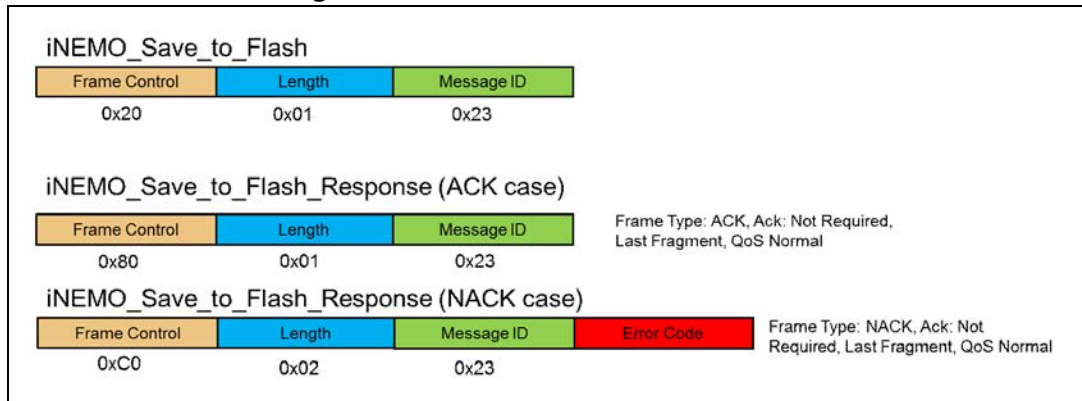 iNEMO_Save_to_Flash
Frame Control Length Message ID
0x20 0x01 0x23
iNEMO_Save_to_Flash_Response (ACK case)
Frame Control Length Message ID
Frame Type: ACK, Ack: Not Required,
Last Fragment, QoS Normal
0x80 0x01 0x23
iNEMO_Save_to_Flash_Response (NACK case)
Frame Control Length Message ID Error Code
Frame Type: NACK, Ack: Not
Required, Last Fragment, QoS Normal
0xC0 0x02 0x23